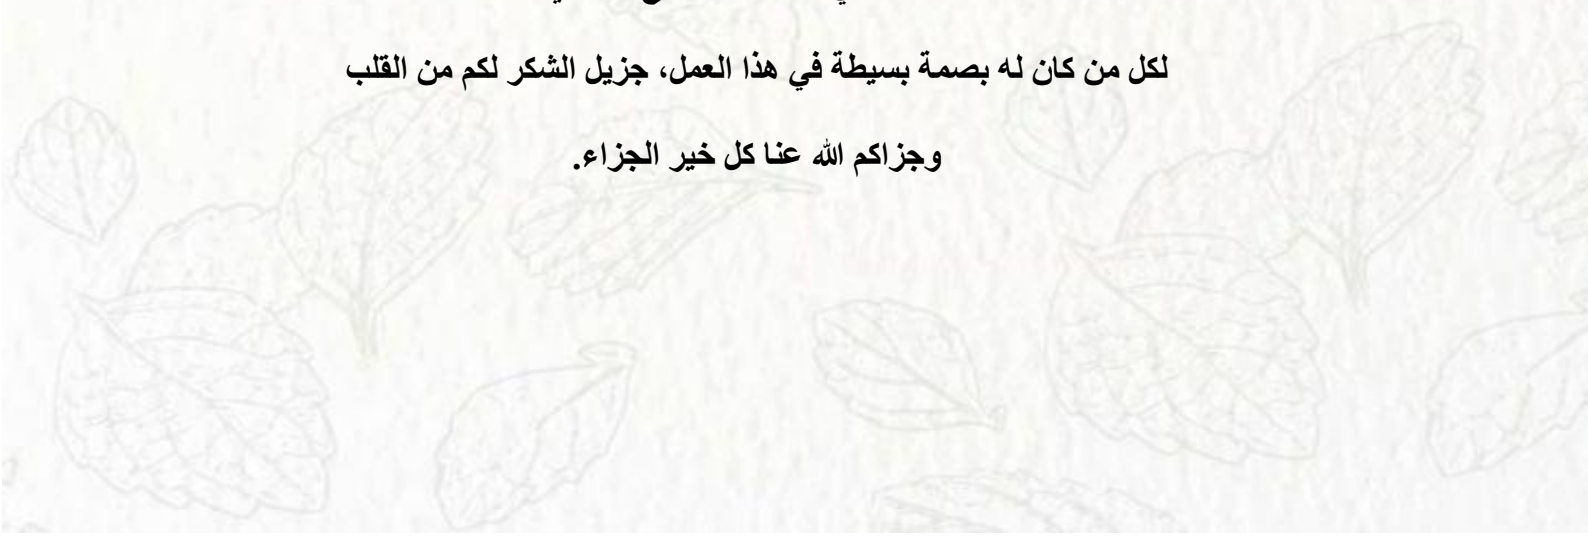 لكل من كان له بصمة بسيطة في هذا العمل، جزيل الشكر لكم من القلب
وجزاكم الله عنا كل خير الجزاء.